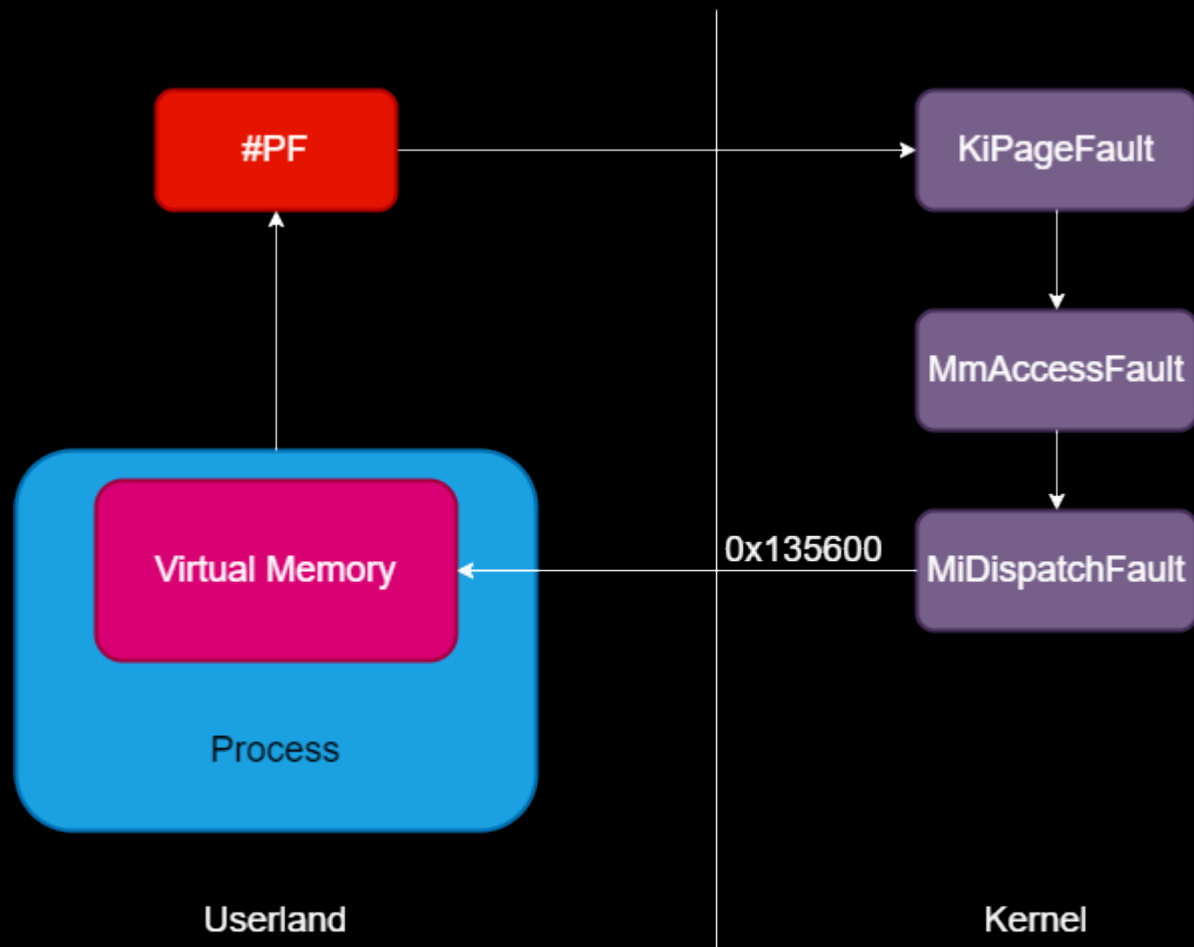 #PF
KiPageFault
MmAccessFault
0x135600
Virtual Memory
MiDispatchFault
Process
Userland
Kernel